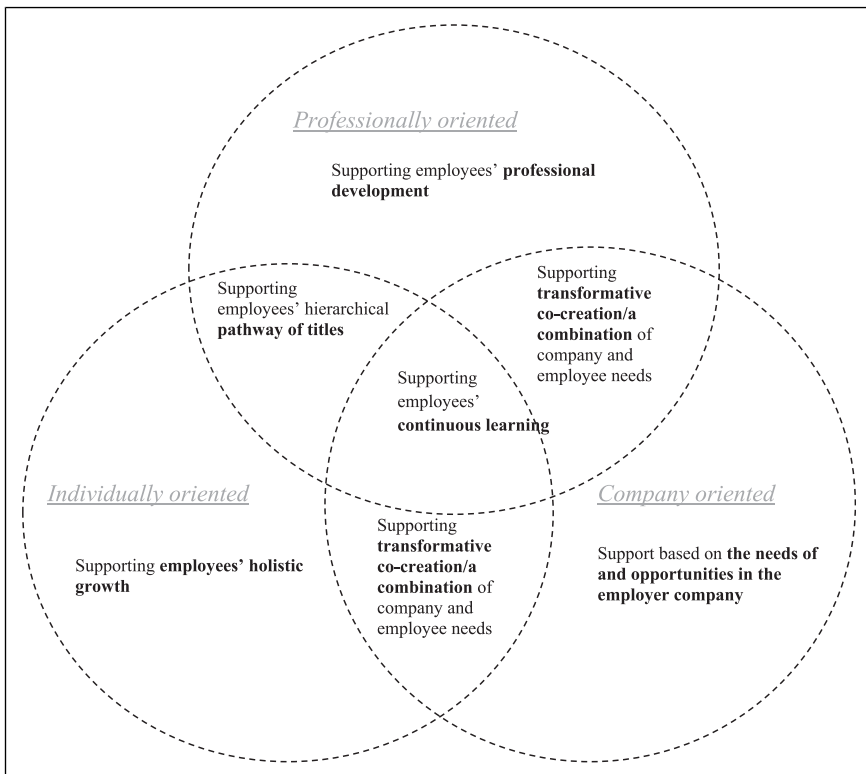 Professionally oriented
Supporting employees’ professional
development
Supporting
employees’ hierarchical
pathway of titles
Supporting
transformative
co-creation/a
combination of
company and
employee needs
Supporting
employees’
continuous learning
Individually oriented
Supporting employees’ holistic
growth
Supporting
transformative
co-creation/a
combination of
company and
employee needs
Company oriented
Support based on the needs of
and opportunities in the
employer company